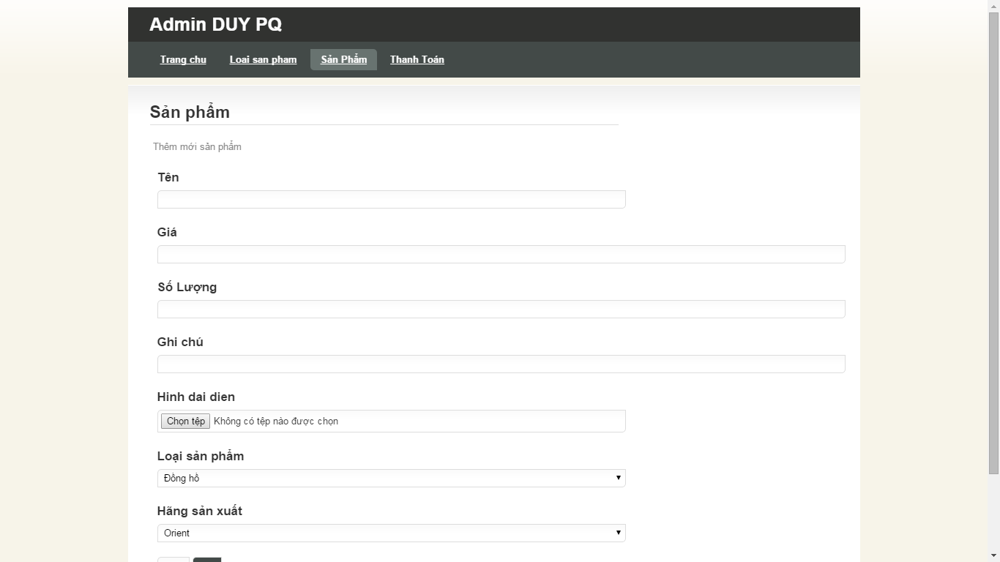 Admin DUY PQ
Trang chu Loai san pham Sản Phẩm Thanh Toán
Sản phẩm
Thêm mới sản phẩm
Tên
Giá
Số Lượng
Ghi chú
Hinh dai dien
Chọn tệp Không có tệp nào được chọn
Loại sản phẩm
Đồng hồ
Hãng sản xuất
Orient